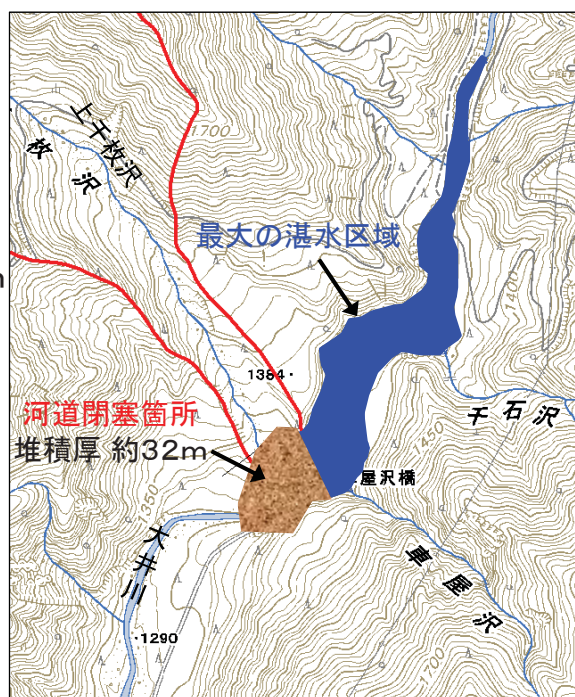 上千枚沢
枚沢
1700
最大の湛水区域
1400
1384
河道閉塞箇所
堆積厚 約32m
千石沢
1450
屋沢橋
1350
大井川
車屋沢
1290
1700